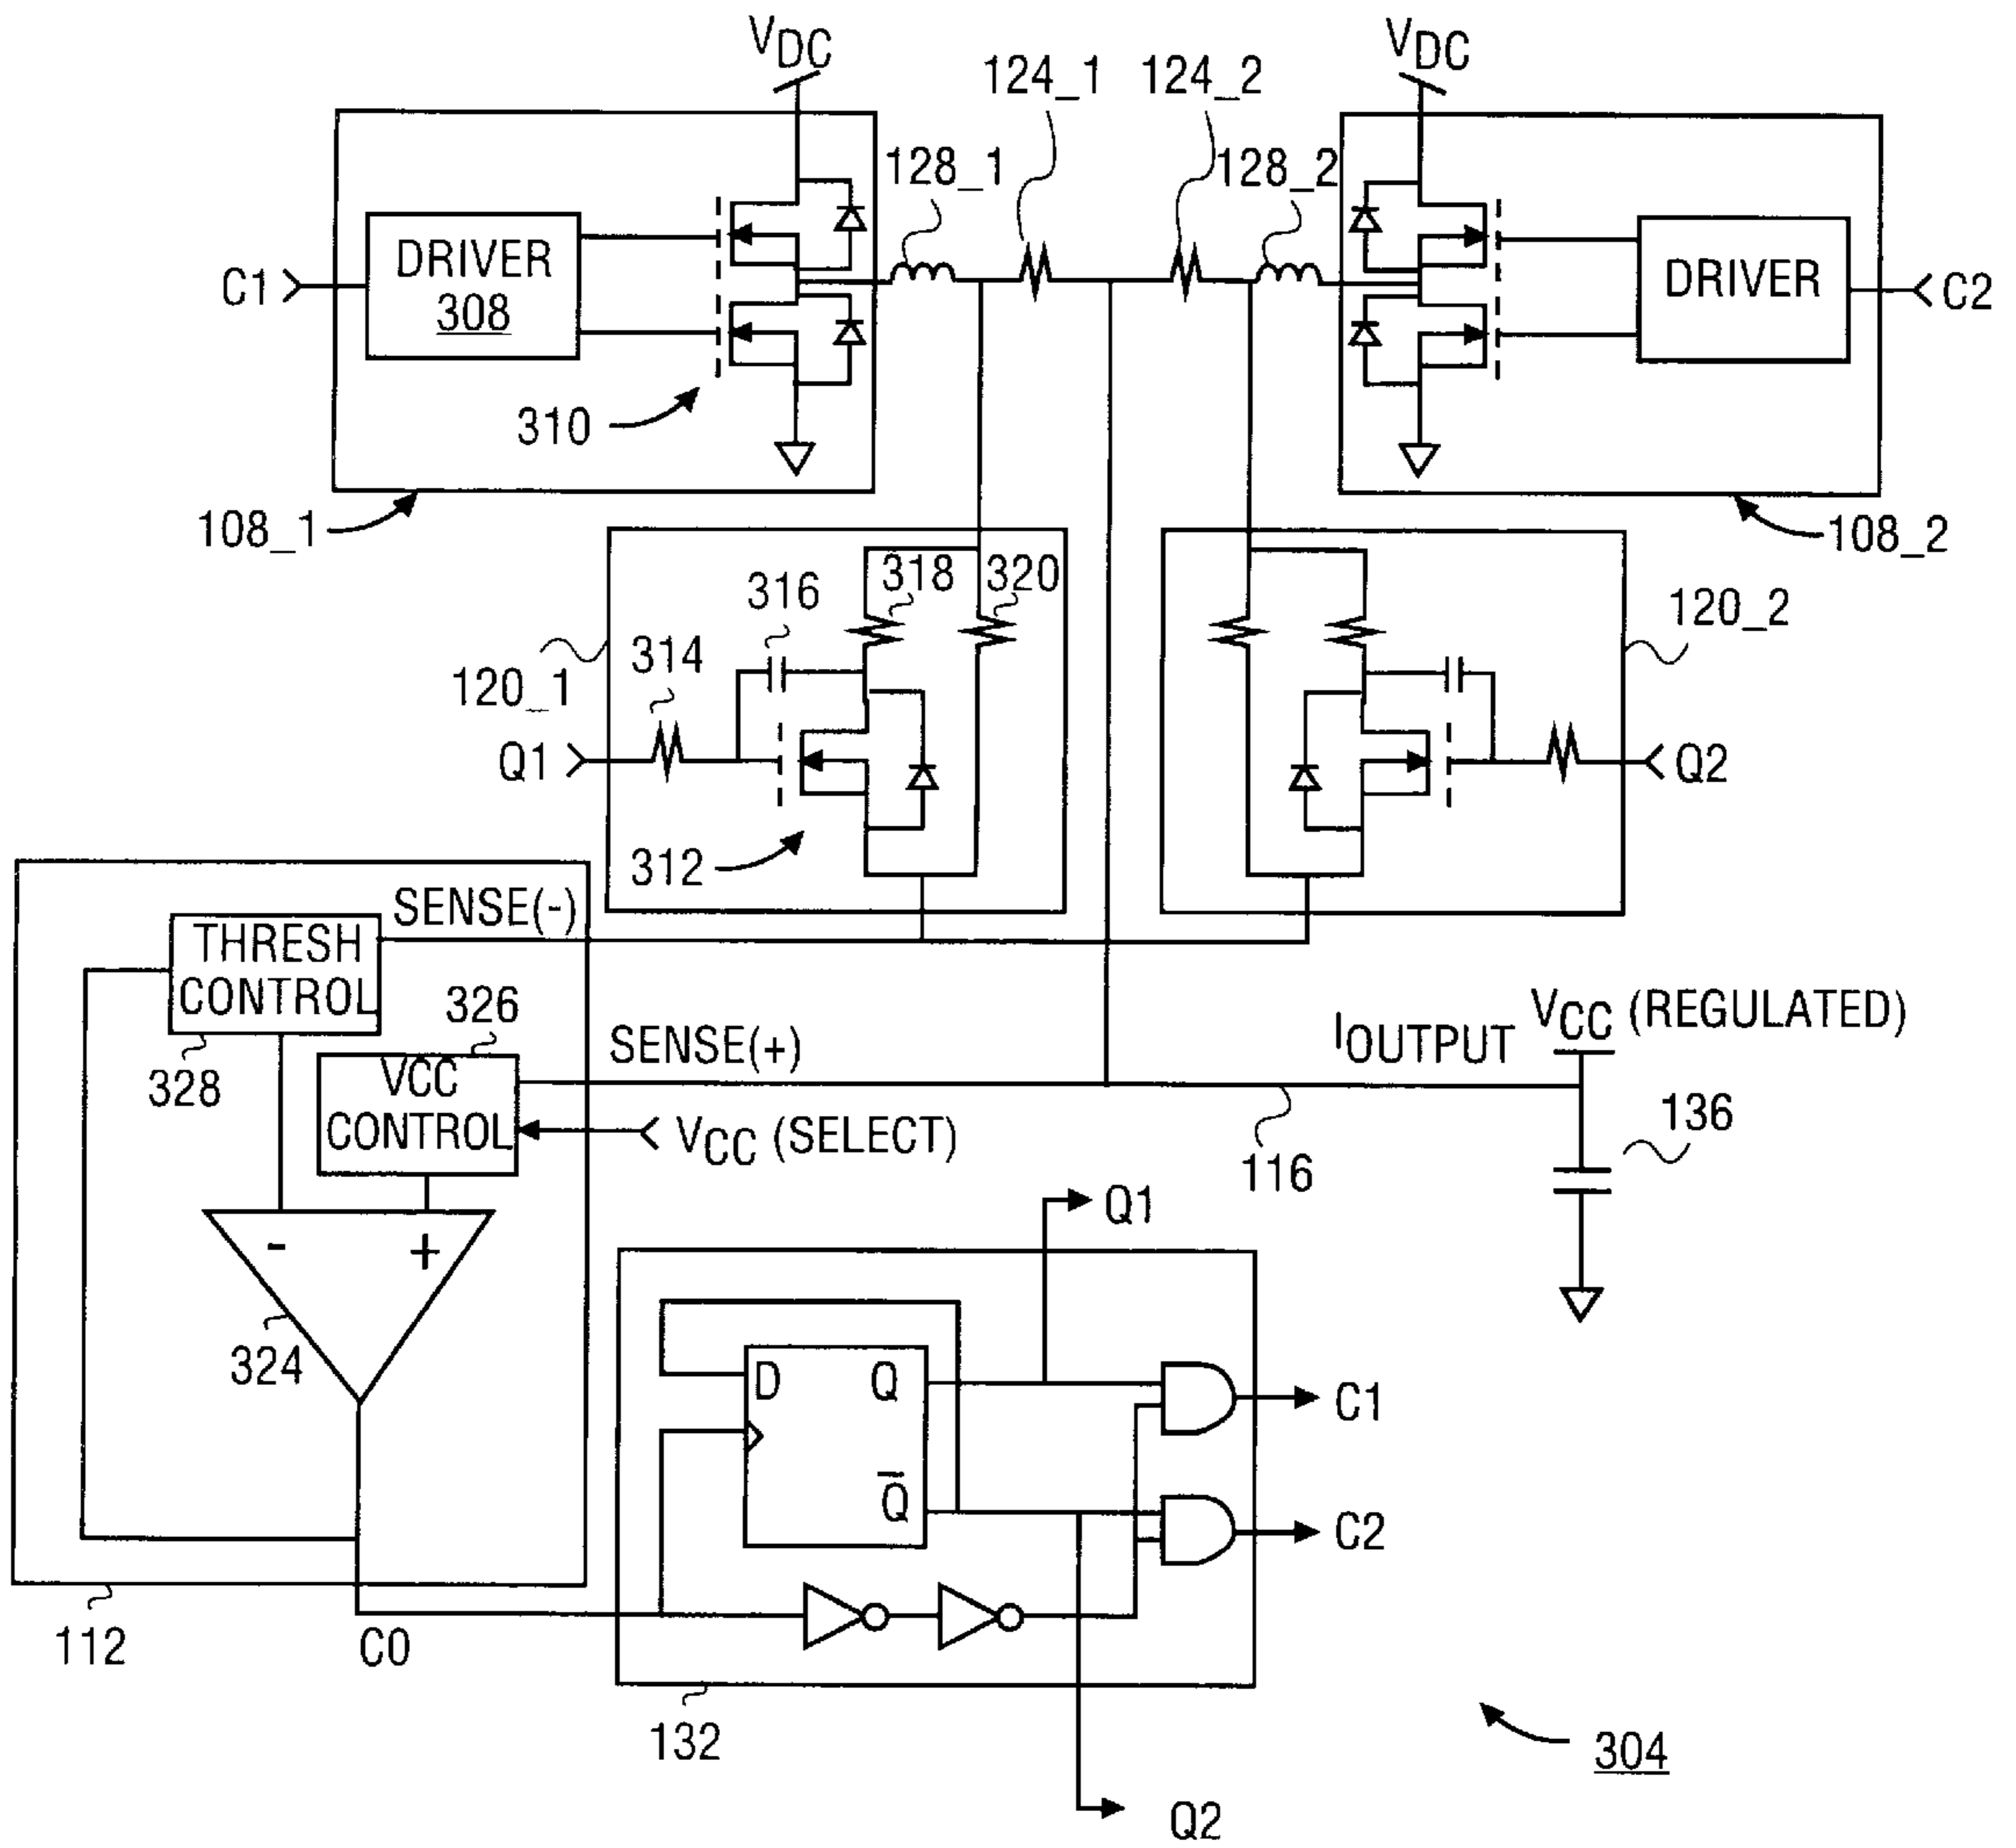 VDC
VDC
124_1
124_2
128_1
128_2
C1
DRIVER
308
DRIVER
C2
310
108_1
108_2
318
320
316
314
120_1
120_2
Q1
Q2
312
SENSE(-)
THRESH
CONTROL
328
326
VCC
CONTROL
SENSE(+)
IOUTPUT
VCC (REGULATED)
VCC (SELECT)
116
136
-
+
324
Q1
D
Q
Q̅
C1
C2
112
C0
132
304
Q2